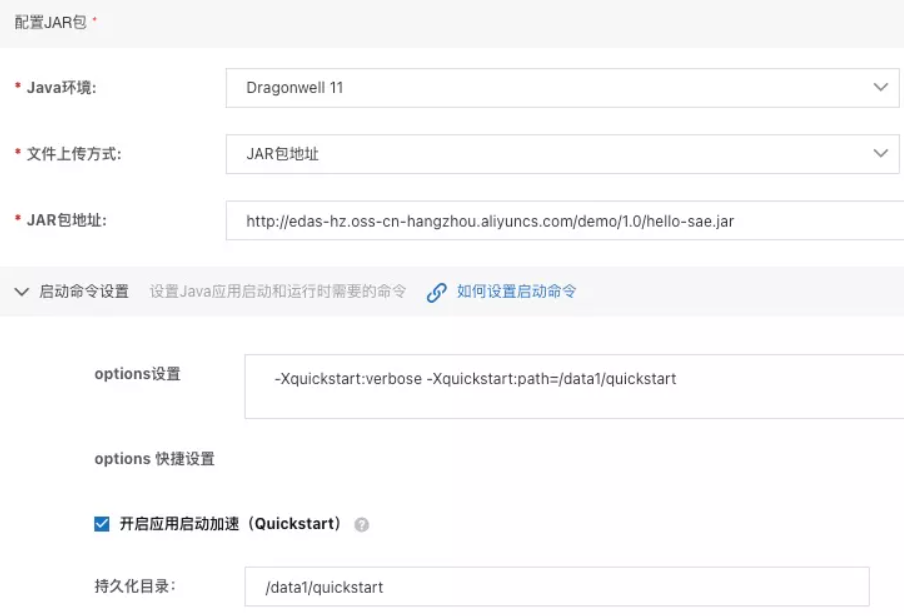 配置JAR包 *
* Java环境: Dragonwell 11
* 文件上传方式: JAR包地址
* JAR包地址: http://edas-hz.oss-cn-hangzhou.aliyuncs.com/demo/1.0/hello-sae.jar
启动命令设置 设置Java应用启动和运行时需要的命令 如何设置启动命令
options设置 -Xquickstart:verbose -Xquickstart:path=/data1/quickstart
options 快捷设置
开启应用启动加速（Quickstart） ?
持久化目录: /data1/quickstart